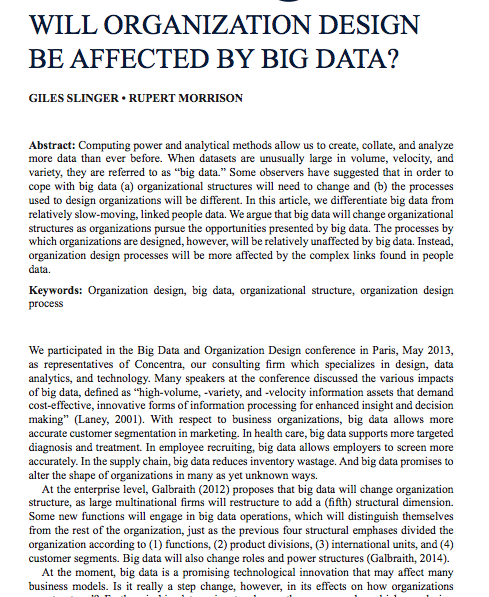 WILL ORGANIZATION DESIGN
BE AFFECTED BY BIG DATA?
GILES SLINGER • RUPERT MORRISON
Abstract: Computing power and analytical methods allow us to create, collate, and analyze
more data than ever before. When datasets are unusually large in volume, velocity, and
variety, they are referred to as “big data.” Some observers have suggested that in order to
cope with big data (a) organizational structures will need to change and (b) the processes
used to design organizations will be different. In this article, we differentiate big data from
relatively slow-moving, linked people data. We argue that big data will change organizational
structures as organizations pursue the opportunities presented by big data. The processes by
which organizations are designed, however, will be relatively unaffected by big data. Instead,
organization design processes will be more affected by the complex links found in people
data.
Keywords: Organization design, big data, organizational structure, organization design
process
We participated in the Big Data and Organization Design conference in Paris, May 2013,
as representatives of Concentra, our consulting firm which specializes in design, data
analytics, and technology. Many speakers at the conference discussed the various impacts
of big data, defined as “high-volume, -variety, and -velocity information assets that demand
cost-effective, innovative forms of information processing for enhanced insight and decision
making” (Laney, 2001). With respect to business organizations, big data allows more
accurate customer segmentation in marketing. In health care, big data supports more targeted
diagnosis and treatment. In employee recruiting, big data allows employers to screen more
accurately. In the supply chain, big data reduces inventory wastage. And big data promises to
alter the shape of organizations in many as yet unknown ways.
At the enterprise level, Galbraith (2012) proposes that big data will change organization
structure, as large multinational firms will restructure to add a (fifth) structural dimension.
Some new functions will engage in big data operations, which will distinguish themselves
from the rest of the organization, just as the previous four structural emphases divided the
organization according to (1) functions, (2) product divisions, (3) international units, and (4)
customer segments. Big data will also change roles and power structures (Galbraith, 2014).
At the moment, big data is a promising technological innovation that may affect many
business models. Is it really a step change, however, in its effects on how organizations